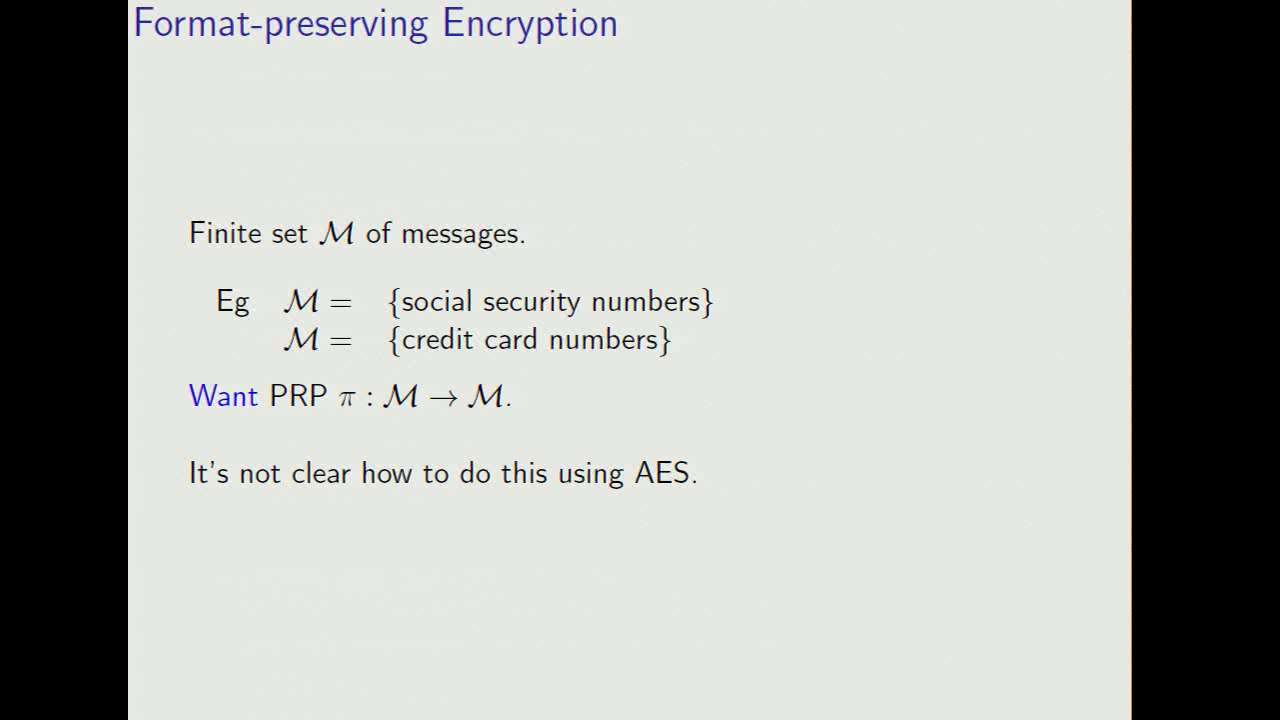 Format-preserving Encryption
Finite set ℳ of messages.
Eg ℳ = {social security numbers}
ℳ = {credit card numbers}
Want PRP π : ℳ → ℳ.
It's not clear how to do this using AES.